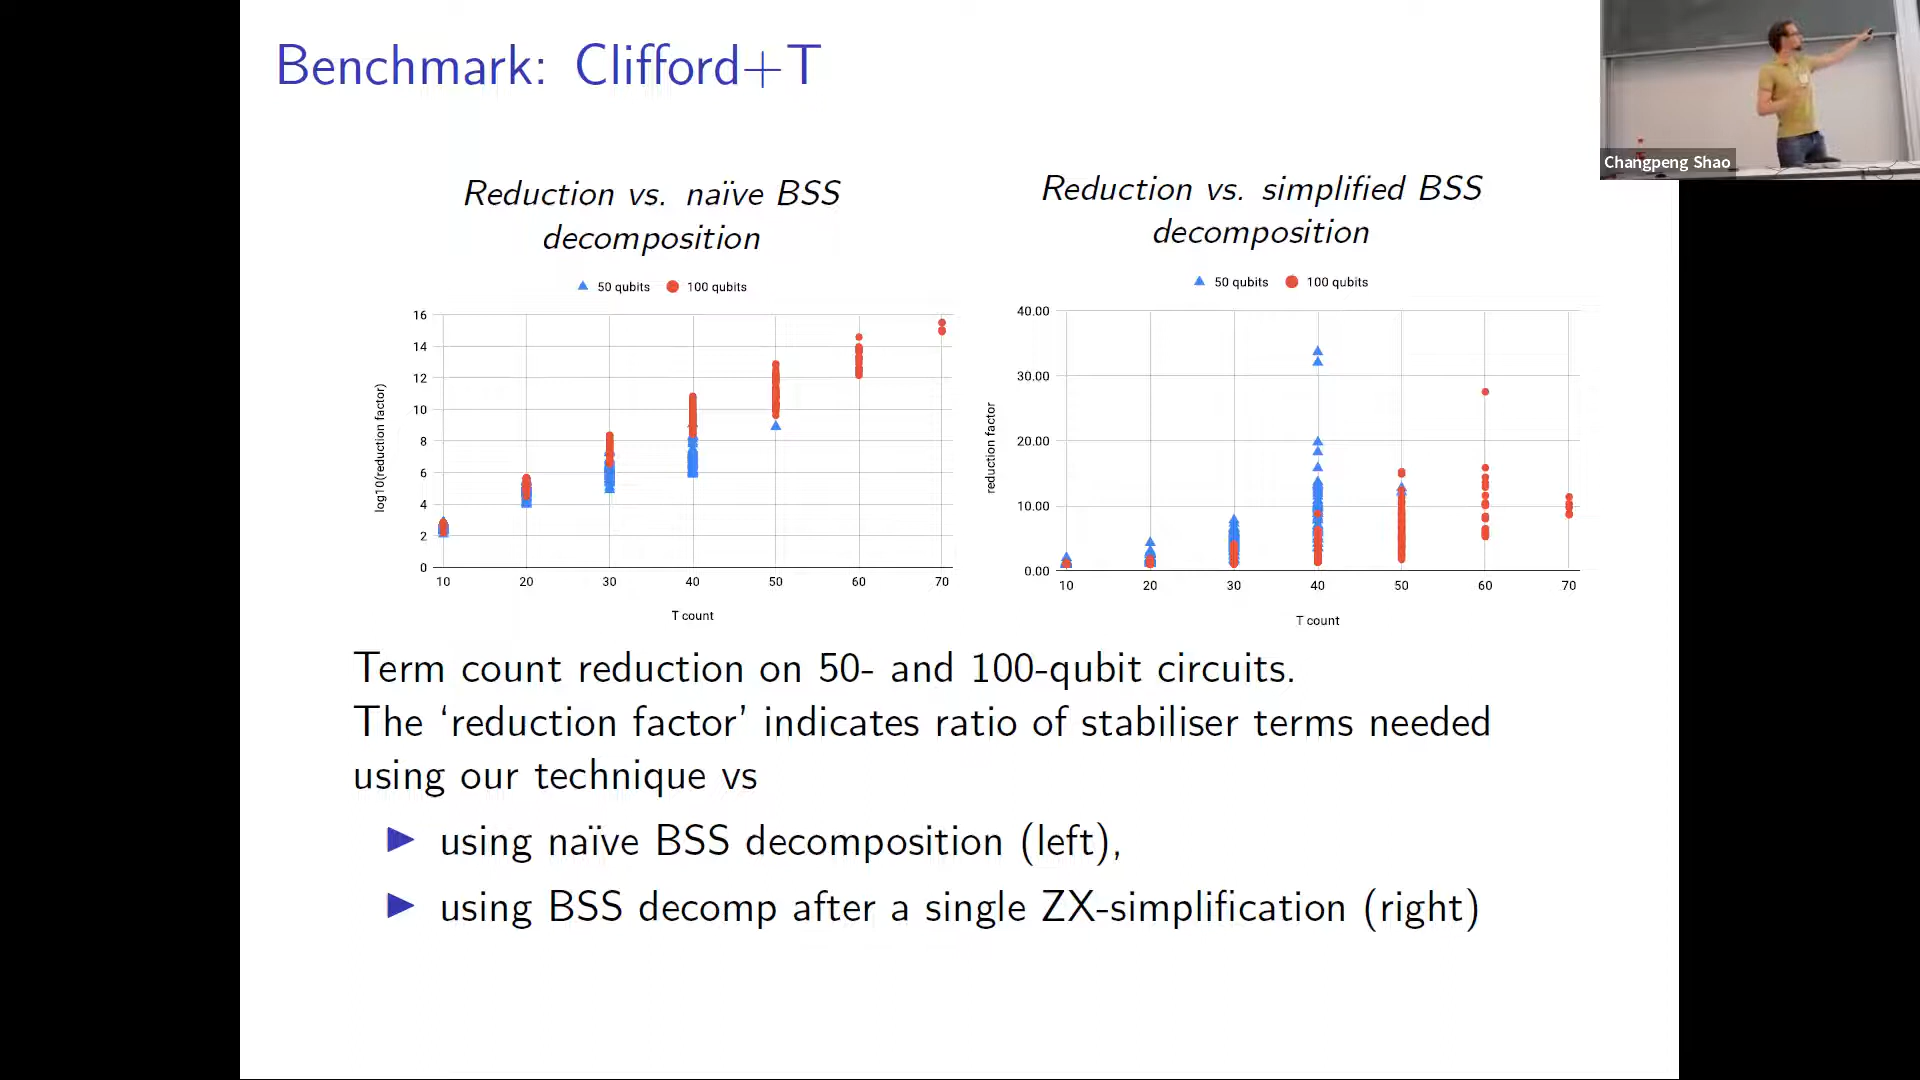 Benchmark: Clifford+T
Changpeng Shao
Reduction vs. naïve BSS
decomposition
50 qubits 100 qubits
log10(reduction factor)
16
14
12
10
8
6
4
2
0
10 20 30 40 50 60 70
T count
Reduction vs. simplified BSS
decomposition
50 qubits 100 qubits
reduction factor
40.00
30.00
20.00
10.00
0.00
10 20 30 40 50 60 70
T count
Term count reduction on 50- and 100-qubit circuits.
The ‘reduction factor’ indicates ratio of stabiliser terms needed
using our technique vs
using naïve BSS decomposition (left),
using BSS decomp after a single ZX-simplification (right)